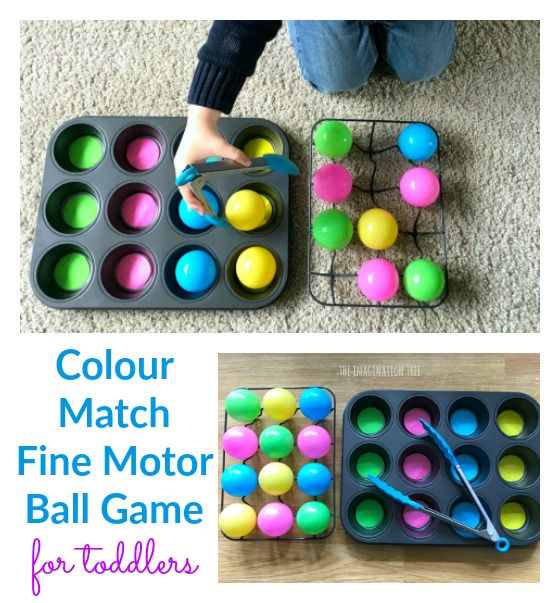 THE IMAGINATION TREE
Colour
Match
Fine Motor
Ball Game
for toddlers